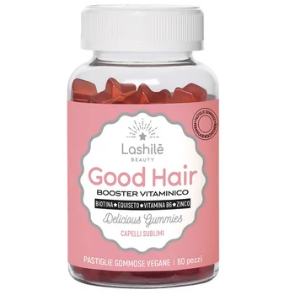 Lashilé
BEAUTY
Good Hair
BOOSTER VITAMINICO
BIOTINA★EQUISETO★VITAMINA B6★ZINCO
Delicious Gummies
CAPELLI SUBLIMI
PASTIGLIE GOMMOSE VEGANE | 60 pezzi